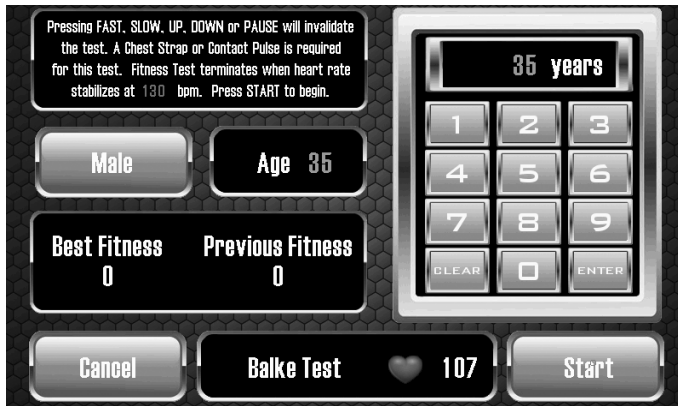 Pressing FAST, SLOW, UP, DOWN or PAUSE will invalidate
the test. A Chest Strap or Contact Pulse is required
for this test. Fitness Test terminates when heart rate
stabilizes at 130 bpm. Press START to begin.
35 years
1 2 3
Male
Age 35
4 5 6
7 8 9
Best Fitness Previous Fitness
0 0
CLEAR 0 ENTER
Cancel
Balke Test 107
Start